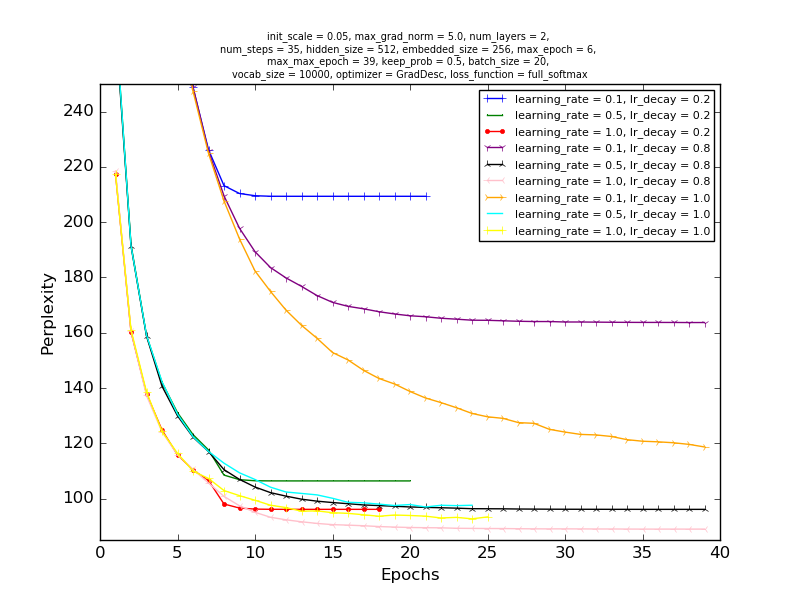 init_scale = 0.05, max_grad_norm = 5.0, num_layers = 2,
num_steps = 35, hidden_size = 512, embedded_size = 256, max_epoch = 6,
max_max_epoch = 39, keep_prob = 0.5, batch_size = 20,
vocab_size = 10000, optimizer = GradDesc, loss_function = full_softmax
learning_rate = 0.1, lr_decay = 0.2
learning_rate = 0.5, lr_decay = 0.2
learning_rate = 1.0, lr_decay = 0.2
learning_rate = 0.1, lr_decay = 0.8
learning_rate = 0.5, lr_decay = 0.8
learning_rate = 1.0, lr_decay = 0.8
learning_rate = 0.1, lr_decay = 1.0
learning_rate = 0.5, lr_decay = 1.0
learning_rate = 1.0, lr_decay = 1.0
Perplexity
240
220
200
180
160
140
120
100
0 5 10 15 20 25 30 35 40
Epochs